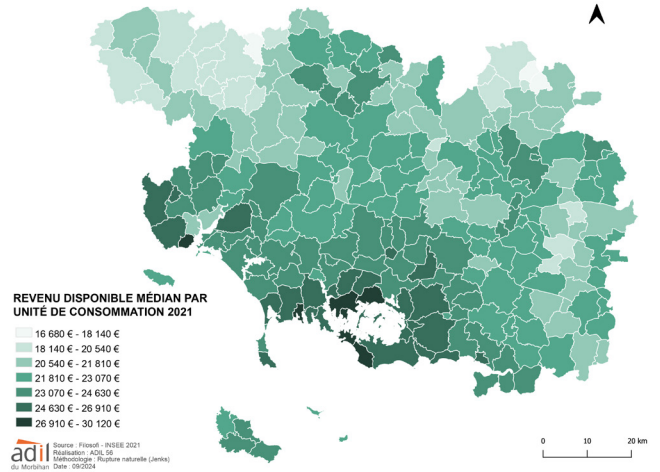 REVENU DISPONIBLE MÉDIAN PAR
UNITÉ DE CONSOMMATION 2021
16 680 € - 18 140 €
18 140 € - 20 540 €
20 540 € - 21 810 €
21 810 € - 23 070 €
23 070 € - 24 630 €
24 630 € - 26 910 €
26 910 € - 30 120 €
adil
du Morbihan
Source : Filosofi - INSEE 2021
Réalisation : ADIL 56
Méthodologie : Rupture naturelle (Jenks)
Date : 09/2024
0 10 20 km